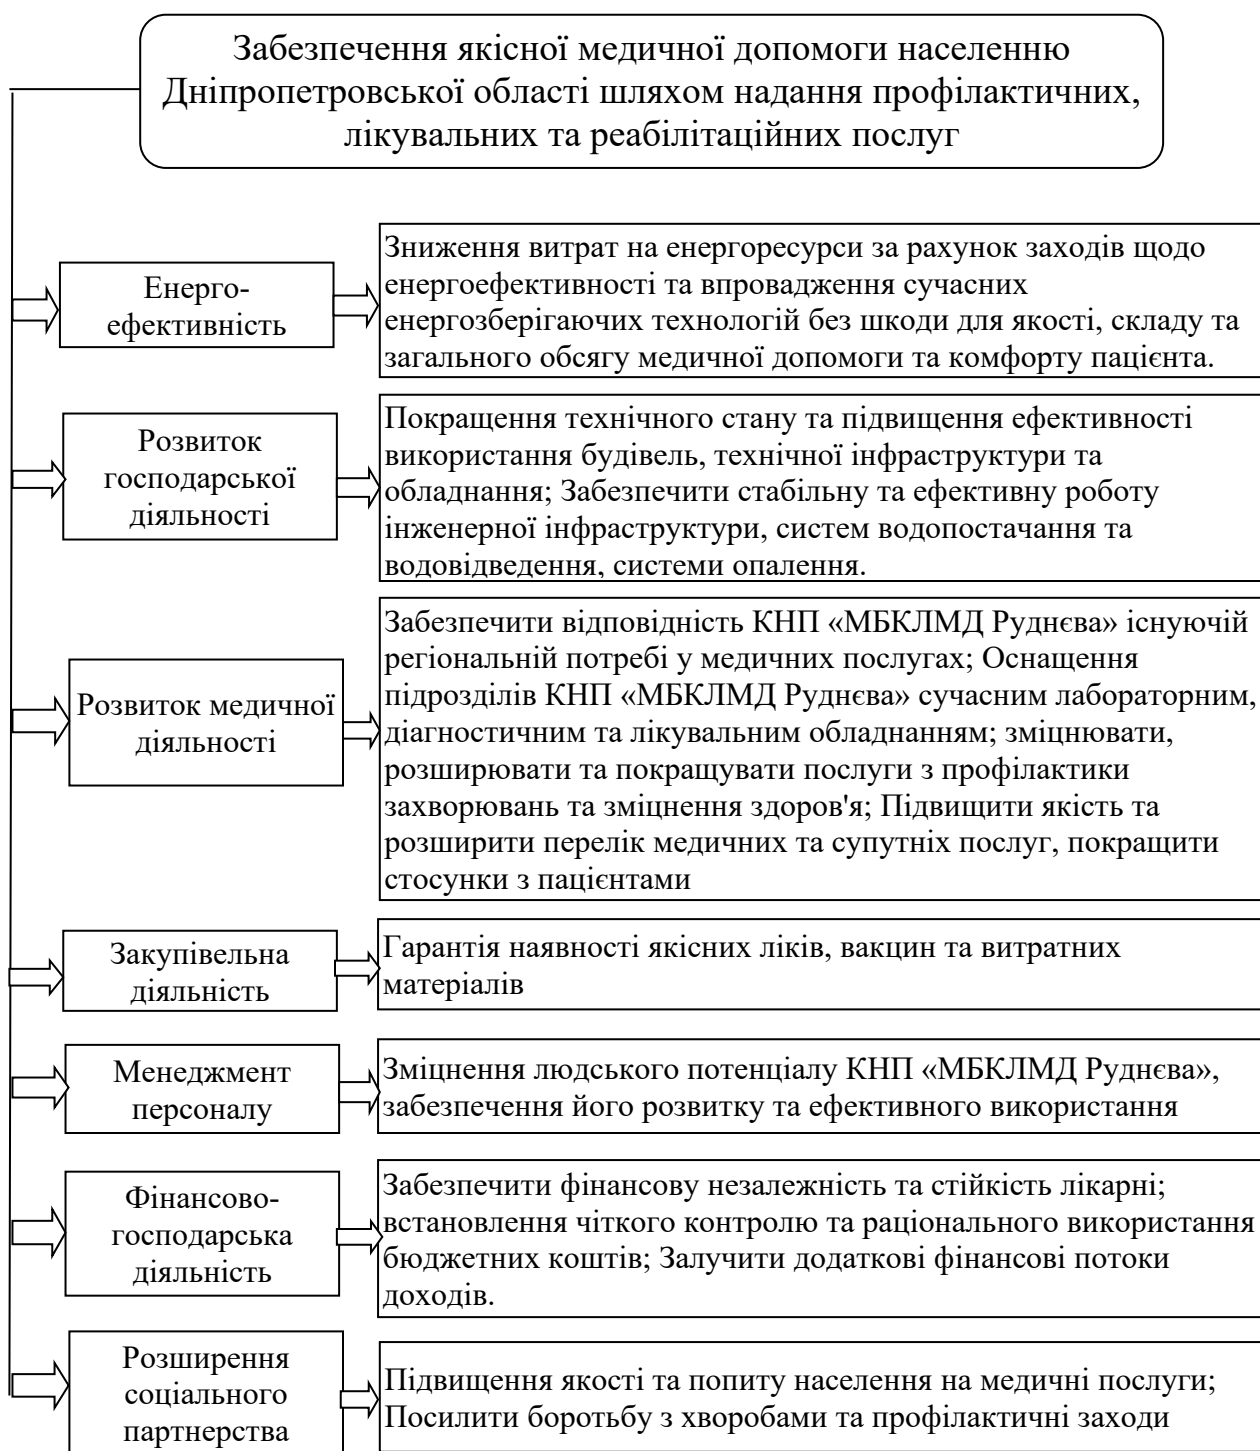 Забезпечення якісної медичної допомоги населенню
Дніпропетровської області шляхом надання профілактичних,
лікувальних та реабілітаційних послуг
Енерго-
ефективність
Зниження витрат на енергоресурси за рахунок заходів щодо
енергоефективності та впровадження сучасних
енергозберігаючих технологій без шкоди для якості, складу та
загального обсягу медичної допомоги та комфорту пацієнта.
Розвиток
господарської
діяльності
Покращення технічного стану та підвищення ефективності
використання будівель, технічної інфраструктури та
обладнання; Забезпечити стабільну та ефективну роботу
інженерної інфраструктури, систем водопостачання та
водовідведення, системи опалення.
Розвиток медичної
діяльності
Забезпечити відповідність КНП «МБКЛМД Руднєва» існуючій
регіональній потребі у медичних послугах; Оснащення
підрозділів КНП «МБКЛМД Руднєва» сучасним лабораторним,
діагностичним та лікувальним обладнанням; зміцнювати,
розширювати та покращувати послуги з профілактики
захворювань та зміцнення здоров'я; Підвищити якість та
розширити перелік медичних та супутніх послуг, покращити
стосунки з пацієнтами
Закупівельна
діяльність
Гарантія наявності якісних ліків, вакцин та витратних
матеріалів
Менеджмент
персоналу
Зміцнення людського потенціалу КНП «МБКЛМД Руднєва»,
забезпечення його розвитку та ефективного використання
Фінансово-
господарська
діяльність
Забезпечити фінансову незалежність та стійкість лікарні;
встановлення чіткого контролю та раціонального використання
бюджетних коштів; Залучити додаткові фінансові потоки
доходів.
Розширення
соціального
партнерства
Підвищення якості та попиту населення на медичні послуги;
Посилити боротьбу з хворобами та профілактичні заходи